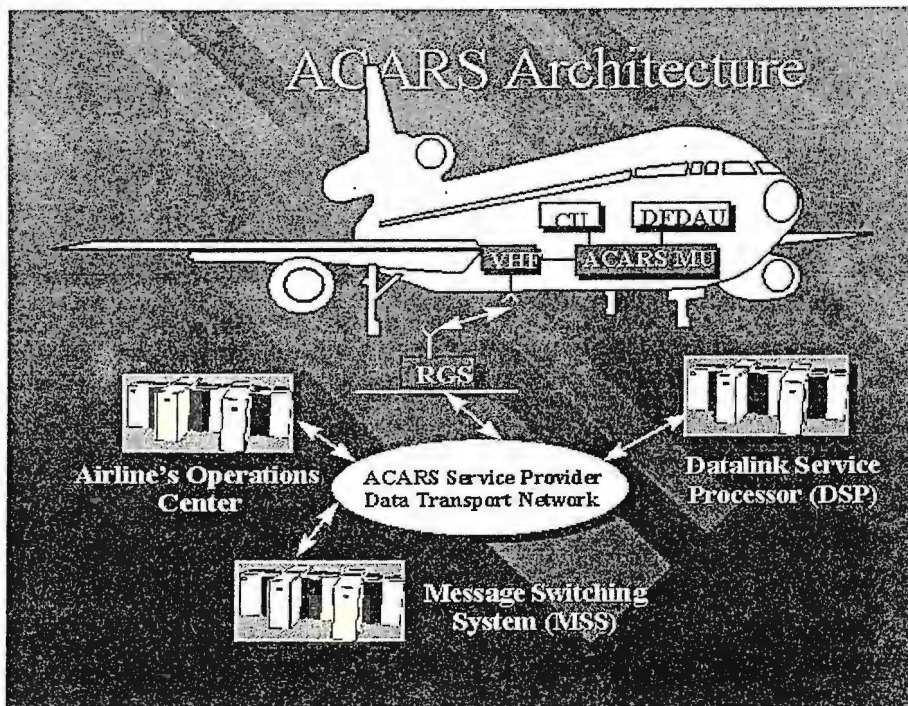 ACARS Architecture
CU
DFDAU
VHF
ACARS MU
RGS
Airline's Operations
Center
ACARS Service Provider
Data Transport Network
Datalink Service
Processor (DSP)
Message Switching
System (MSS)